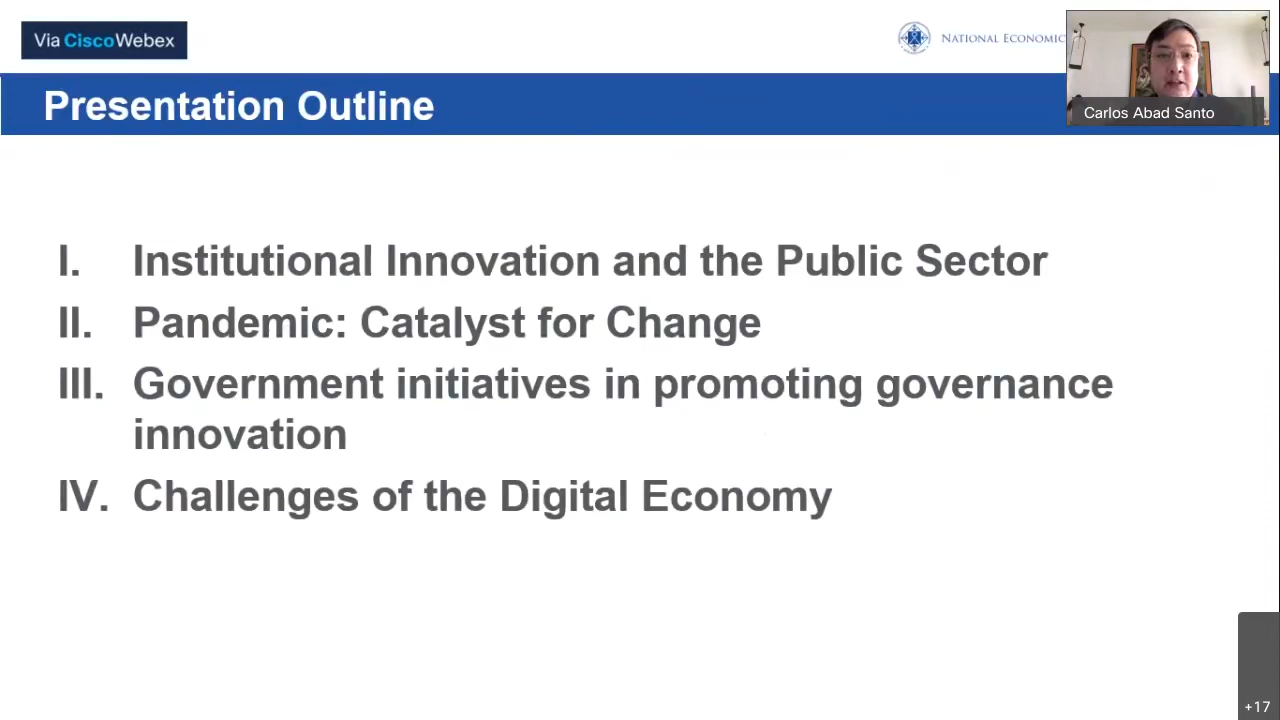 Via CiscoWebex
NATIONAL ECONOMIC
Carlos Abad Santo
Presentation Outline
I. Institutional Innovation and the Public Sector
II. Pandemic: Catalyst for Change
III. Government initiatives in promoting governance
innovation
IV. Challenges of the Digital Economy
+17